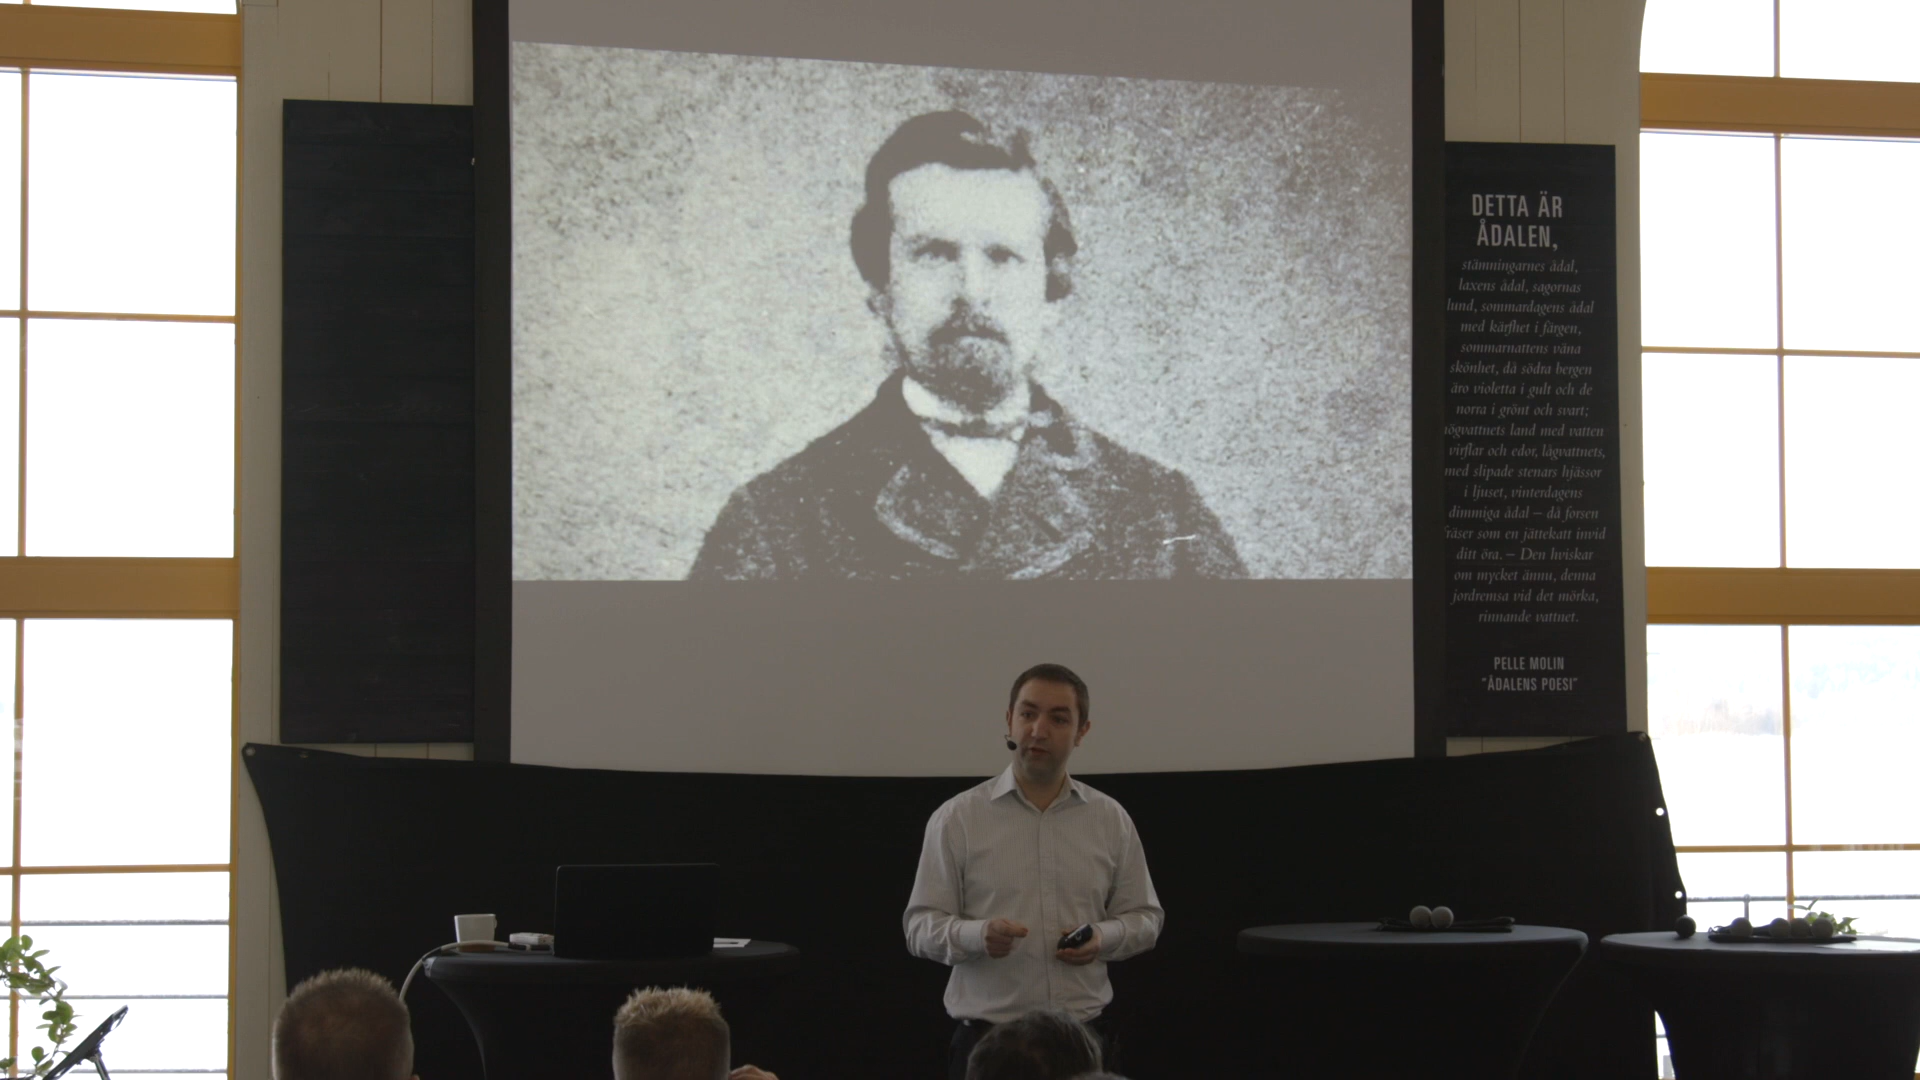 DETTA ÄR
ÅDALEN,
stämningarnes ådal,
laxens ådal, sagornas
lund, sommardagens ådal
med kärfhet i färgen,
sommarnattens väna
skönhet, då södra bergen
äro violetta i gult och de
norra i grönt och svart;
högvattnets land med vatten
virflar och edor, lågvattnets,
med slipade stenars hjässor
i ljuset, vinterdagens
dimmiga ådal – då forsen
fräser som en jättekatt invid
ditt öra. – Den hviskar
om mycket ännu, denna
jordremsa vid det mörka,
rinnande vattnet.
PELLE MOLIN
"ÅDALENS POESI"